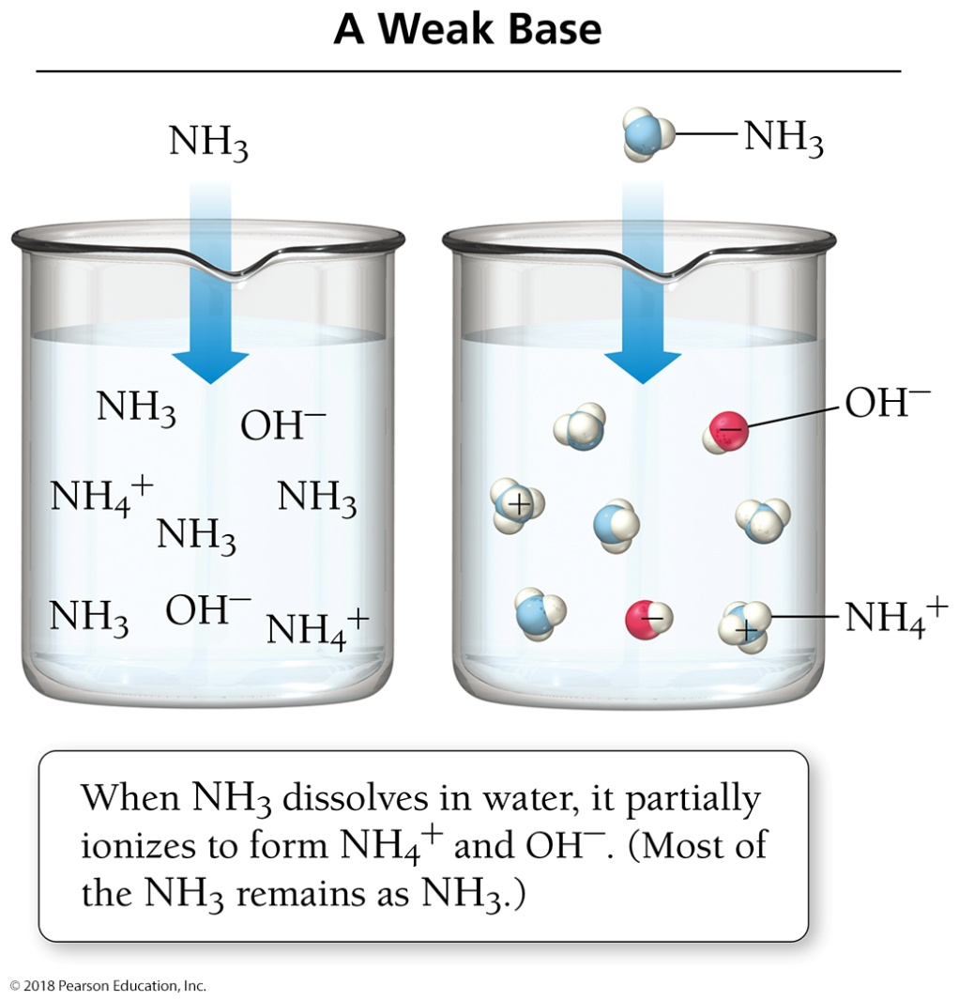 A Weak Base
NH₃
NH₃
NH₃
OH⁻
NH₄⁺
NH₃
NH₃
NH₃
OH⁻
NH₄⁺
OH⁻
+
−
+
−
NH₄⁺
When NH₃ dissolves in water, it partially
ionizes to form NH₄⁺ and OH⁻. (Most of
the NH₃ remains as NH₃.)
© 2018 Pearson Education, Inc.